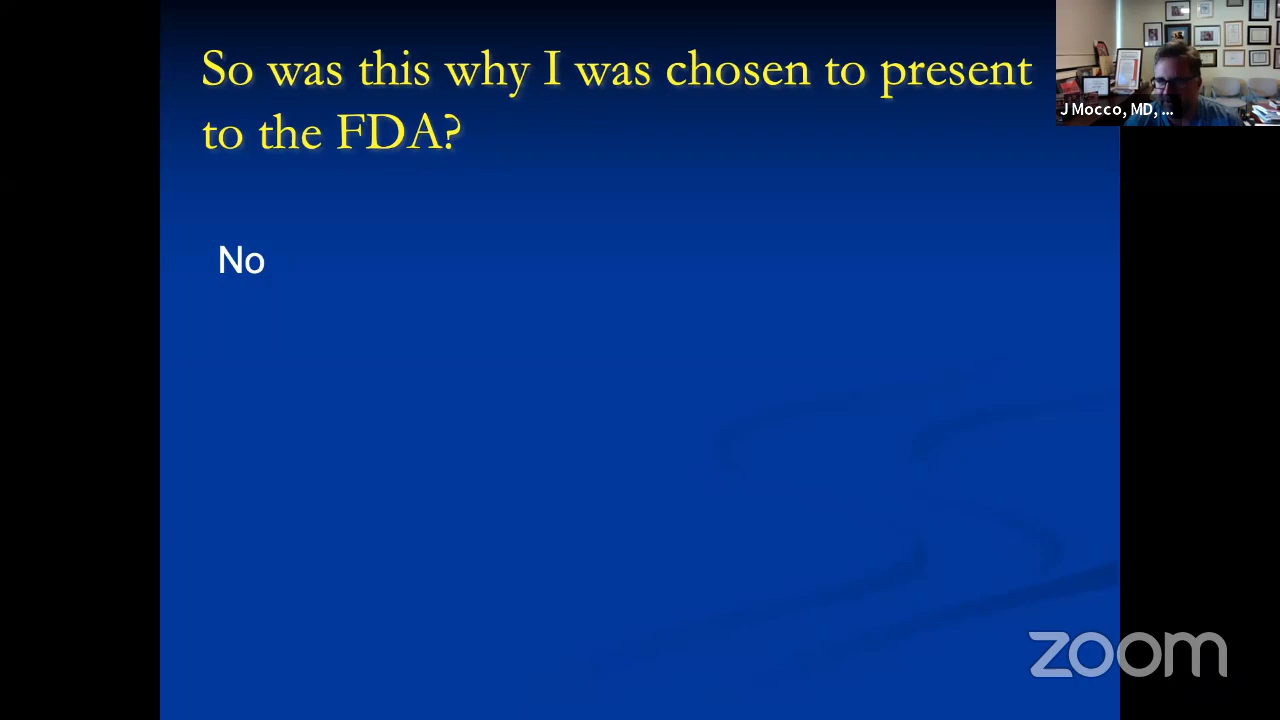 So was this why I was chosen to present
to the FDA?
J Mocco, MD, ...
No
zoom